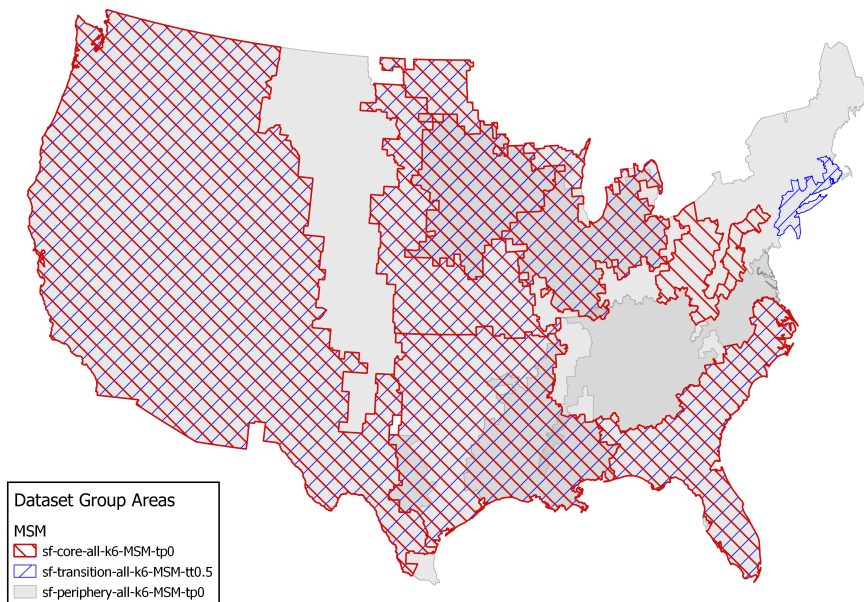 Dataset Group Areas
MSM
sf-core-all-k6-MSM-tp0
sf-transition-all-k6-MSM-tt0.5
sf-periphery-all-k6-MSM-tp0